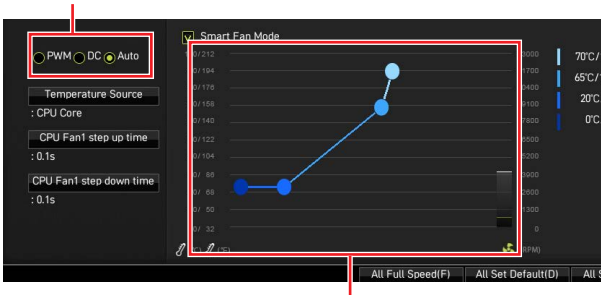 Smart Fan Mode
PWM DC Auto
Temperature Source
: CPU Core
CPU Fan1 step up time
: 0.1s
CPU Fan1 step down time
: 0.1s
0/212
0/194
0/176
0/158
0/140
0/122
0/104
0/ 86
0/ 68
0/ 50
0/ 32
(°F)
3000
1700
0400
9100
7800
6500
5200
3900
2600
1300
0
(RPM)
70°C/
65°C/
20°C
0°C
All Full Speed(F) All Set Default(D) All S